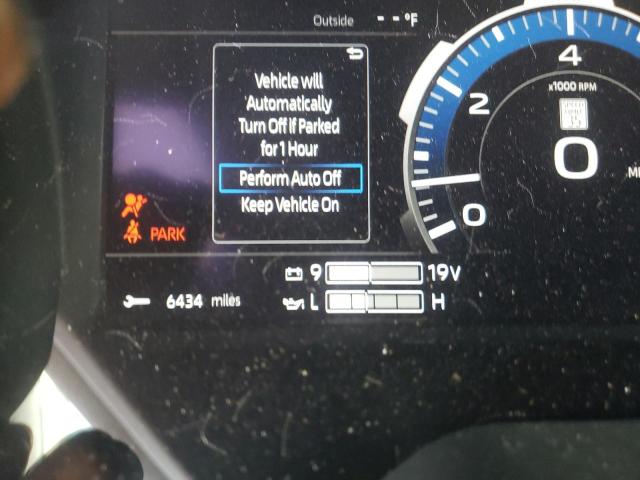 Outside -- °F
Vehicle will
Automatically
Turn Off if Parked
for 1 Hour
Perform Auto Off
Keep Vehicle On
PARK
9 19V
6434 miles
L H
4
x1000 RPM
2
0
0